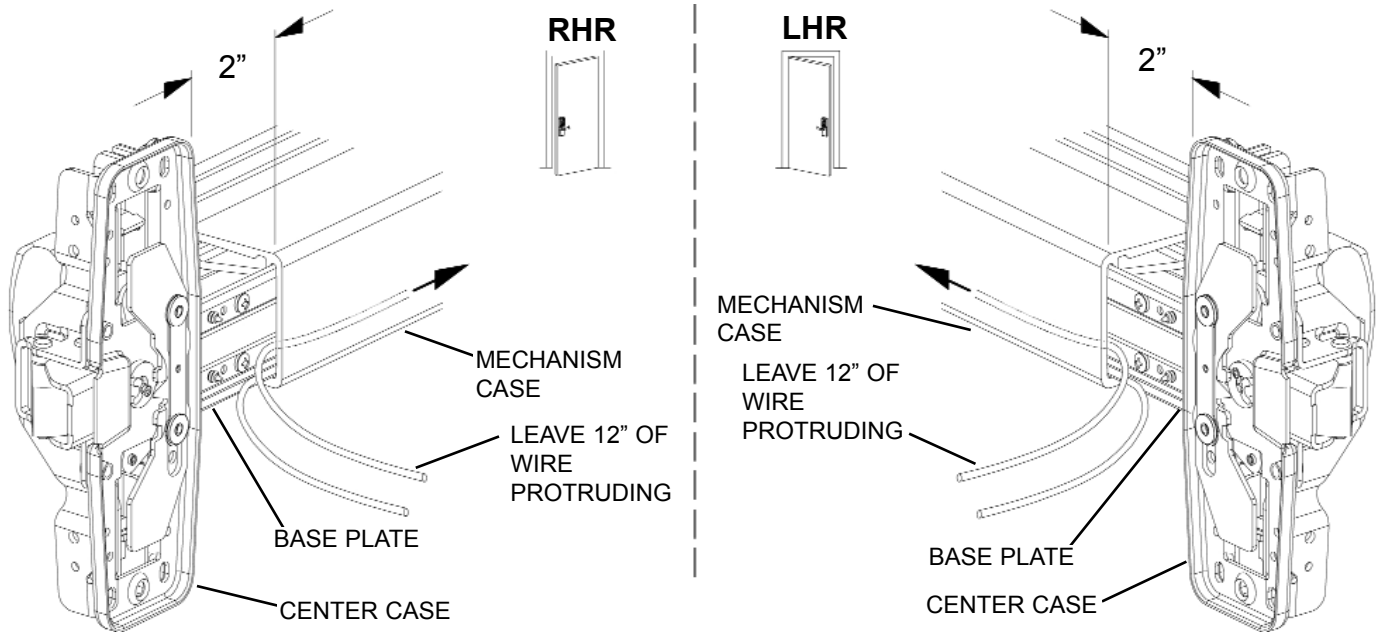 RHR
2”
MECHANISM
CASE
LEAVE 12” OF
WIRE
PROTRUDING
BASE PLATE
CENTER CASE
LHR
2”
MECHANISM
CASE
LEAVE 12” OF
WIRE
PROTRUDING
BASE PLATE
CENTER CASE